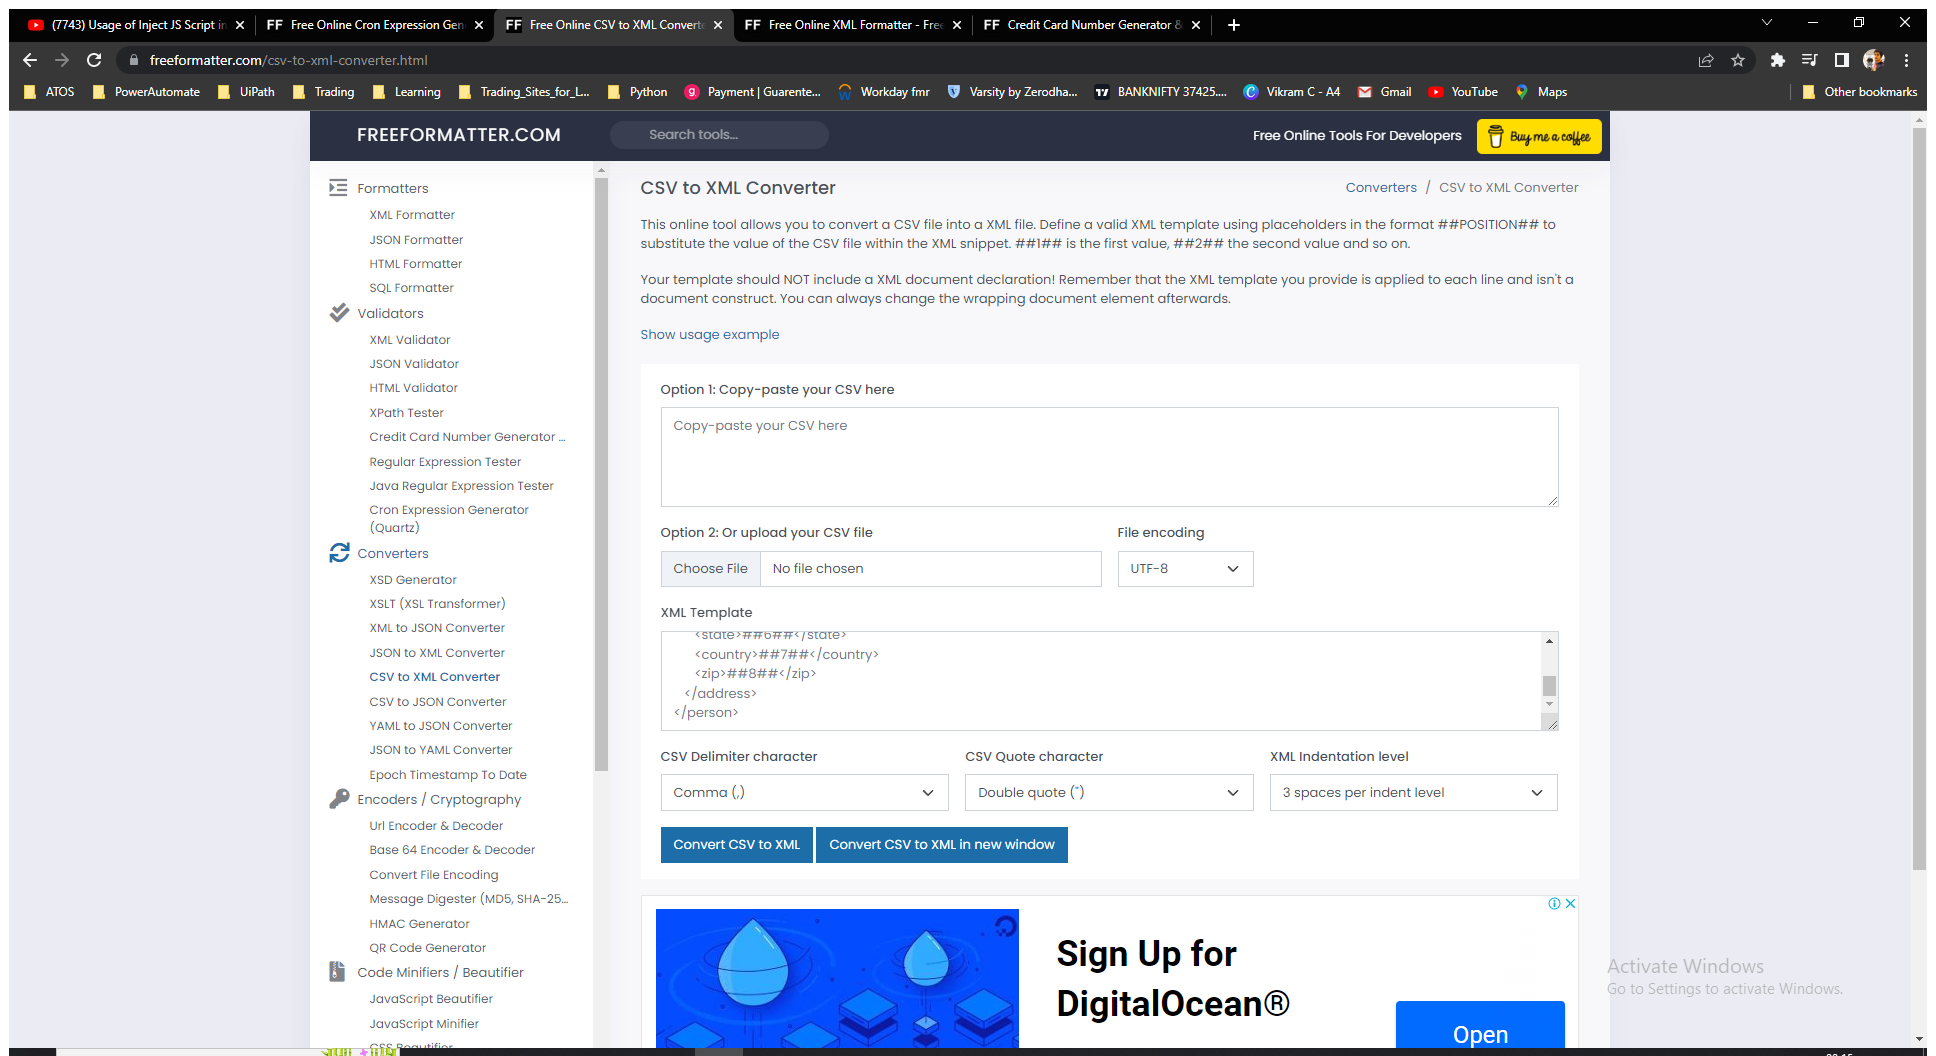 (7743) Usage of Inject JS Script in
FF Free Online Cron Expression Gen
FF Free Online CSV to XML Converte
FF Free Online XML Formatter - Free
FF Credit Card Number Generator &
freeformatter.com/csv-to-xml-converter.html
ATOS
PowerAutomate
UiPath
Trading
Learning
Trading_Sites_for_L...
Python
Payment | Guarente...
Workday fmr
Varsity by Zerodha...
BANKNIFTY 37425....
Vikram C - A4
Gmail
YouTube
Maps
Other bookmarks
FREEFORMATTER.COM
Search tools...
Free Online Tools For Developers
Buy me a coffee
Formatters
XML Formatter
JSON Formatter
HTML Formatter
SQL Formatter
Validators
XML Validator
JSON Validator
HTML Validator
XPath Tester
Credit Card Number Generator ...
Regular Expression Tester
Java Regular Expression Tester
Cron Expression Generator
(Quartz)
Converters
XSD Generator
XSLT (XSL Transformer)
XML to JSON Converter
JSON to XML Converter
CSV to XML Converter
CSV to JSON Converter
YAML to JSON Converter
JSON to YAML Converter
Epoch Timestamp To Date
Encoders / Cryptography
Url Encoder & Decoder
Base 64 Encoder & Decoder
Convert File Encoding
Message Digester (MD5, SHA-25...
HMAC Generator
QR Code Generator
Code Minifiers / Beautifier
JavaScript Beautifier
JavaScript Minifier
CSS Beautifier
CSV to XML Converter
Converters / CSV to XML Converter
This online tool allows you to convert a CSV file into a XML file. Define a valid XML template using placeholders in the format ##POSITION## to
substitute the value of the CSV file within the XML snippet. ##1## is the first value, ##2## the second value and so on.
Your template should NOT include a XML document declaration! Remember that the XML template you provide is applied to each line and isn't a
document construct. You can always change the wrapping document element afterwards.
Show usage example
Option 1: Copy-paste your CSV here
Copy-paste your CSV here
Option 2: Or upload your CSV file
File encoding
Choose File No file chosen
UTF-8
XML Template
<state>##6##</state>
<country>##7##</country>
<zip>##8##</zip>
</address>
</person>
CSV Delimiter character
CSV Quote character
XML Indentation level
Comma (,)
Double quote (")
3 spaces per indent level
Convert CSV to XML
Convert CSV to XML in new window
Sign Up for
DigitalOcean®
Open
Activate Windows
Go to Settings to activate Windows.